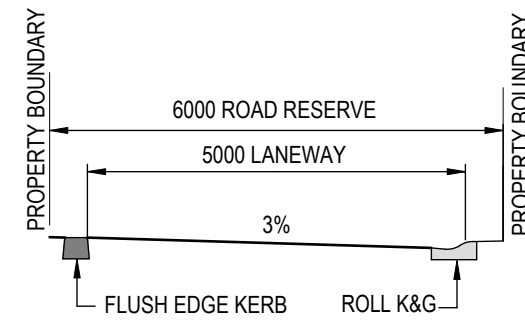 PROPERTY BOUNDARY
PROPERTY BOUNDARY
6000 ROAD RESERVE
5000 LANEWAY
3%
FLUSH EDGE KERB
ROLL K&G